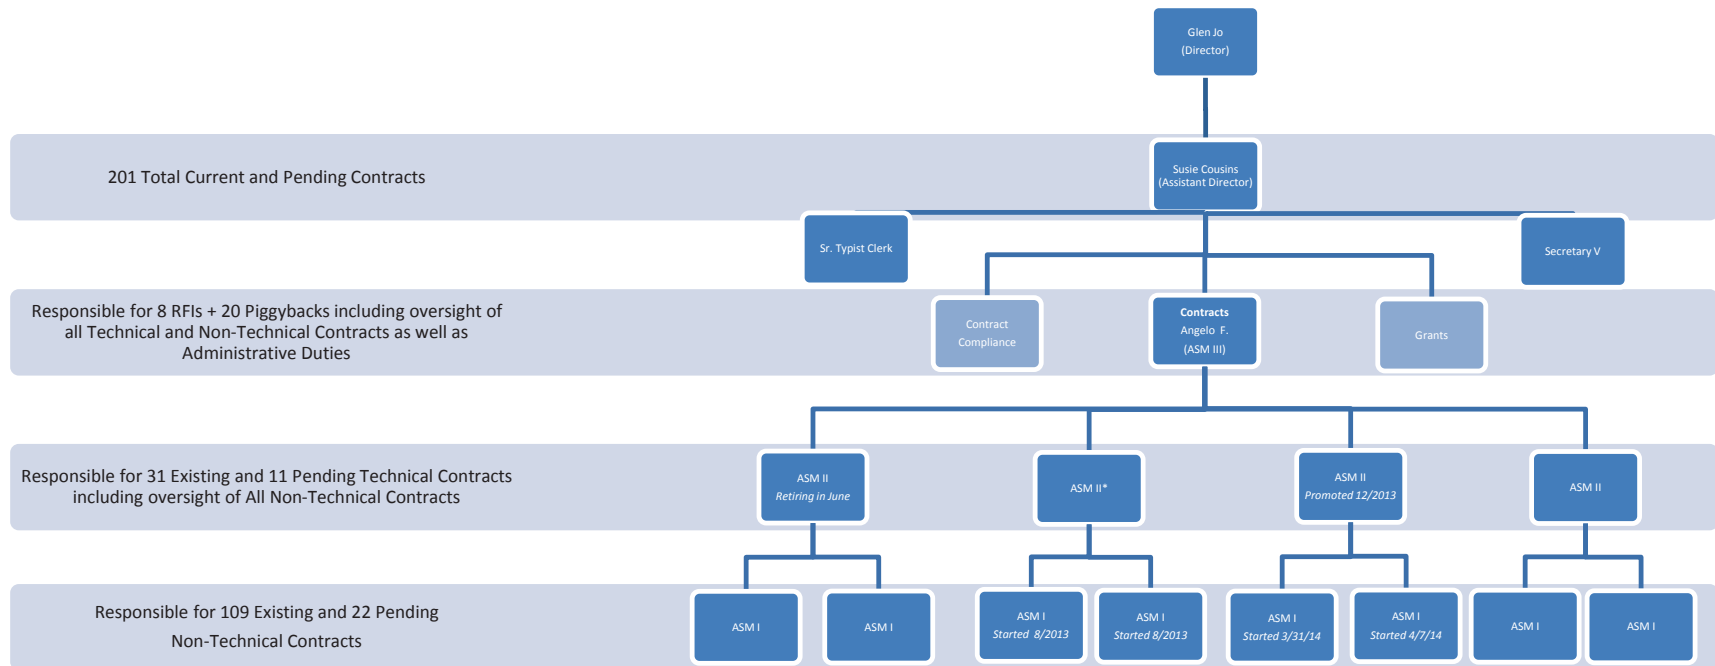 Glen Jo
(Director)
201 Total Current and Pending Contracts
Susie Cousins
(Assistant Director)
Sr. Typist Clerk
Secretary V
Responsible for 8 RFIs + 20 Piggybacks including oversight of
all Technical and Non-Technical Contracts as well as
Administrative Duties
Contract
Compliance
Contracts
Angelo F.
(ASM III)
Grants
Responsible for 31 Existing and 11 Pending Technical Contracts
including oversight of All Non-Technical Contracts
ASM II
Retiring in June
ASM II*
ASM II
Promoted 12/2013
ASM II
Responsible for 109 Existing and 22 Pending
Non-Technical Contracts
ASM I
ASM I
ASM I
Started 8/2013
ASM I
Started 8/2013
ASM I
Started 3/31/14
ASM I
Started 4/7/14
ASM I
ASM I